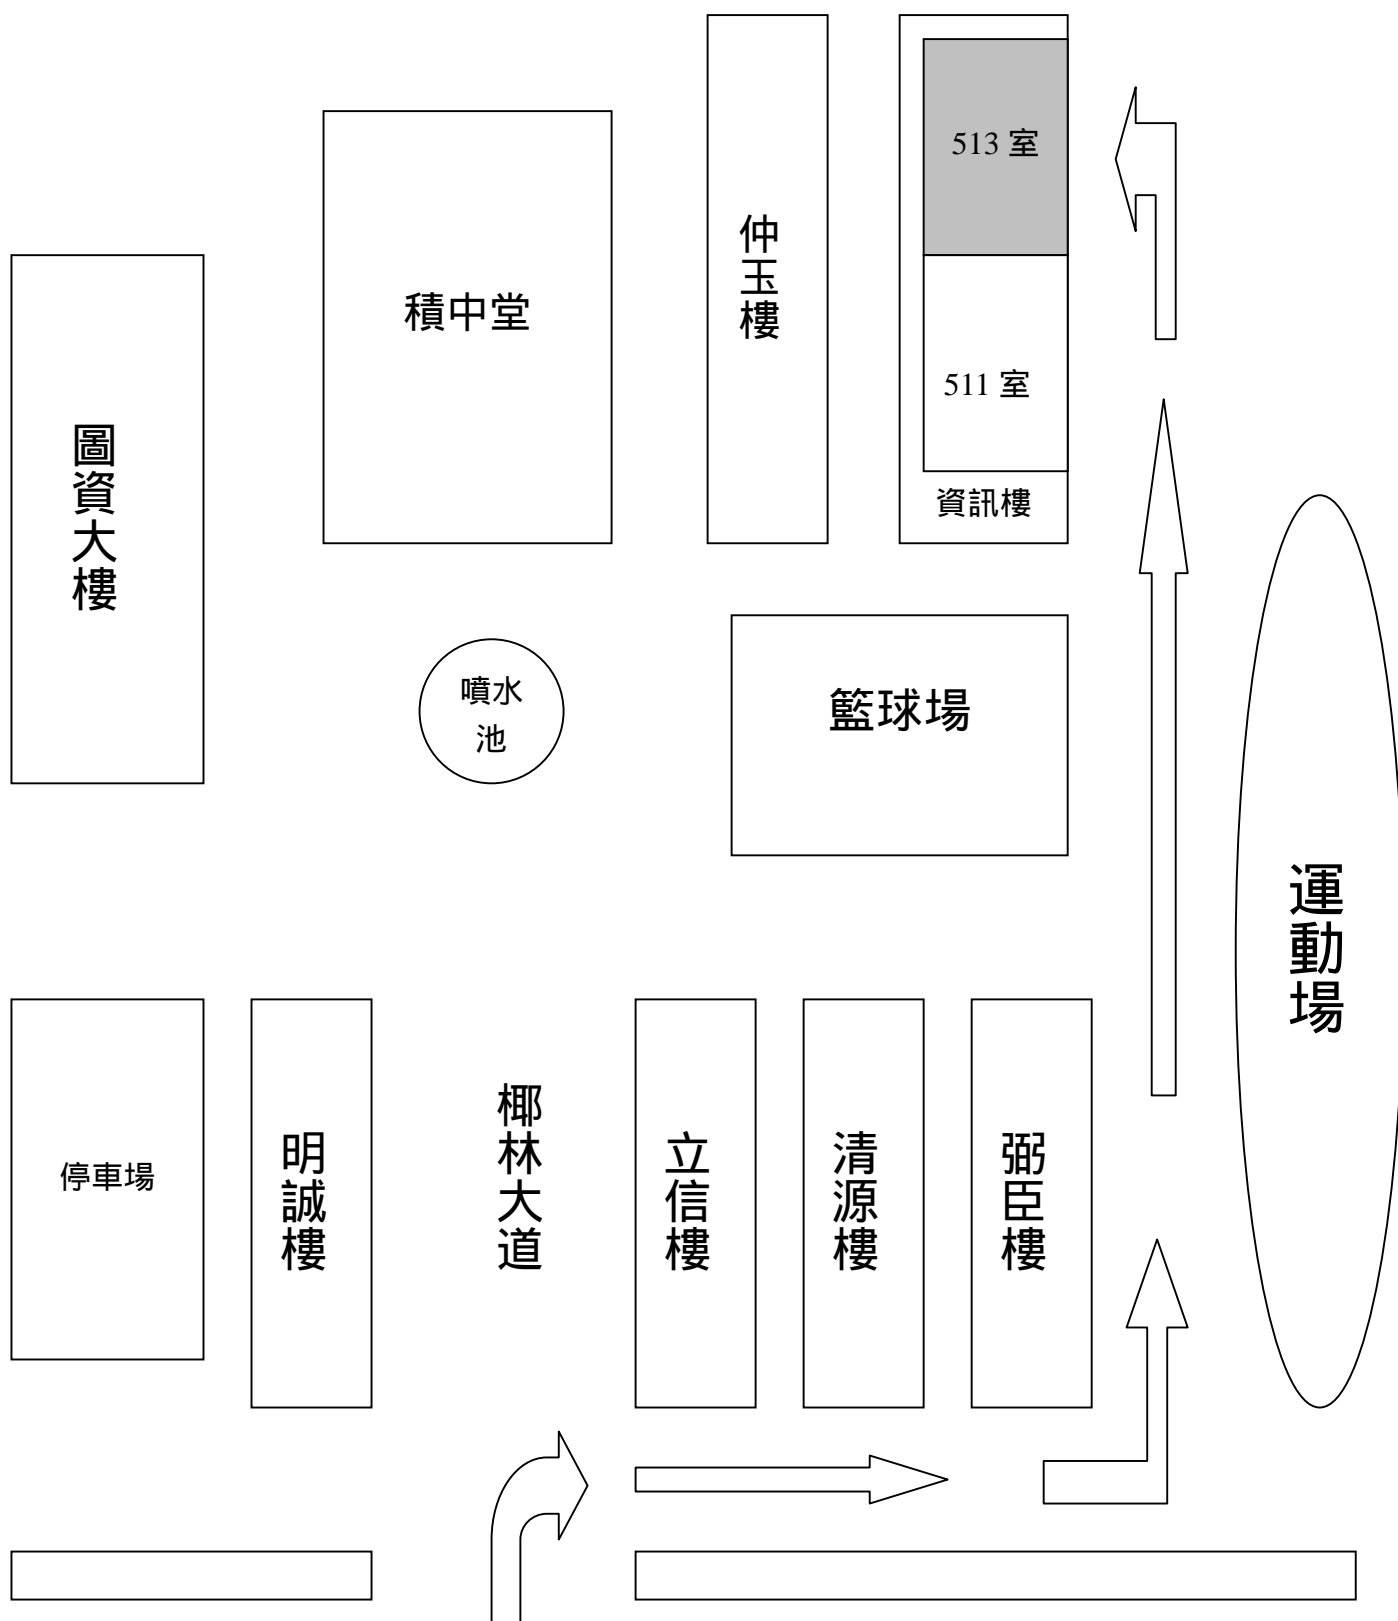 513 室
仲玉樓
積中堂
511 室
圖資大樓
資訊樓
噴水
池
籃球場
運動場
椰林大道
停車場
明誠樓
立信樓
清源樓
弼臣樓